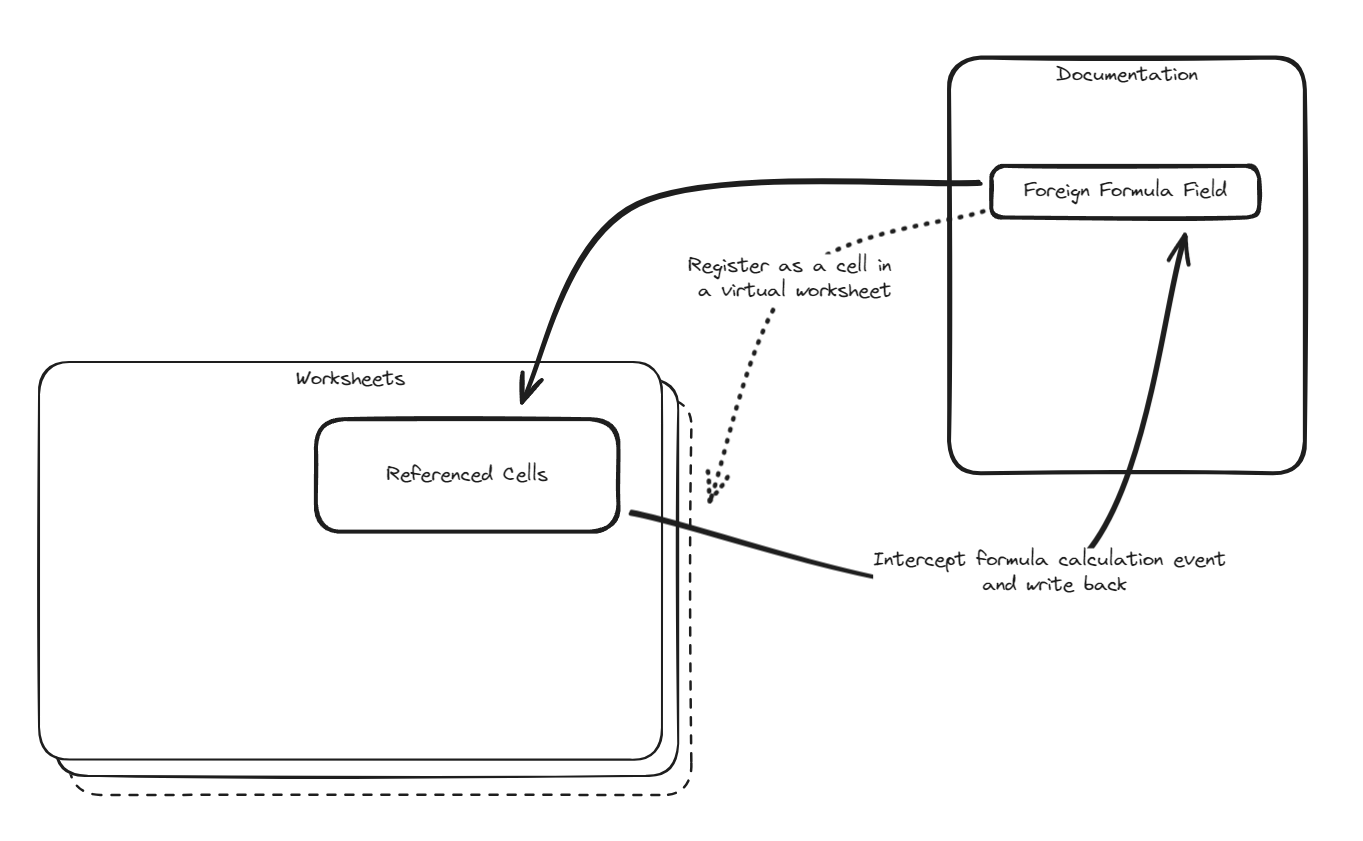 Documentation
Foreign Formula Field
Register as a cell in
a virtual worksheet
Worksheets
Referenced Cells
Intercept formula calculation event
and write back